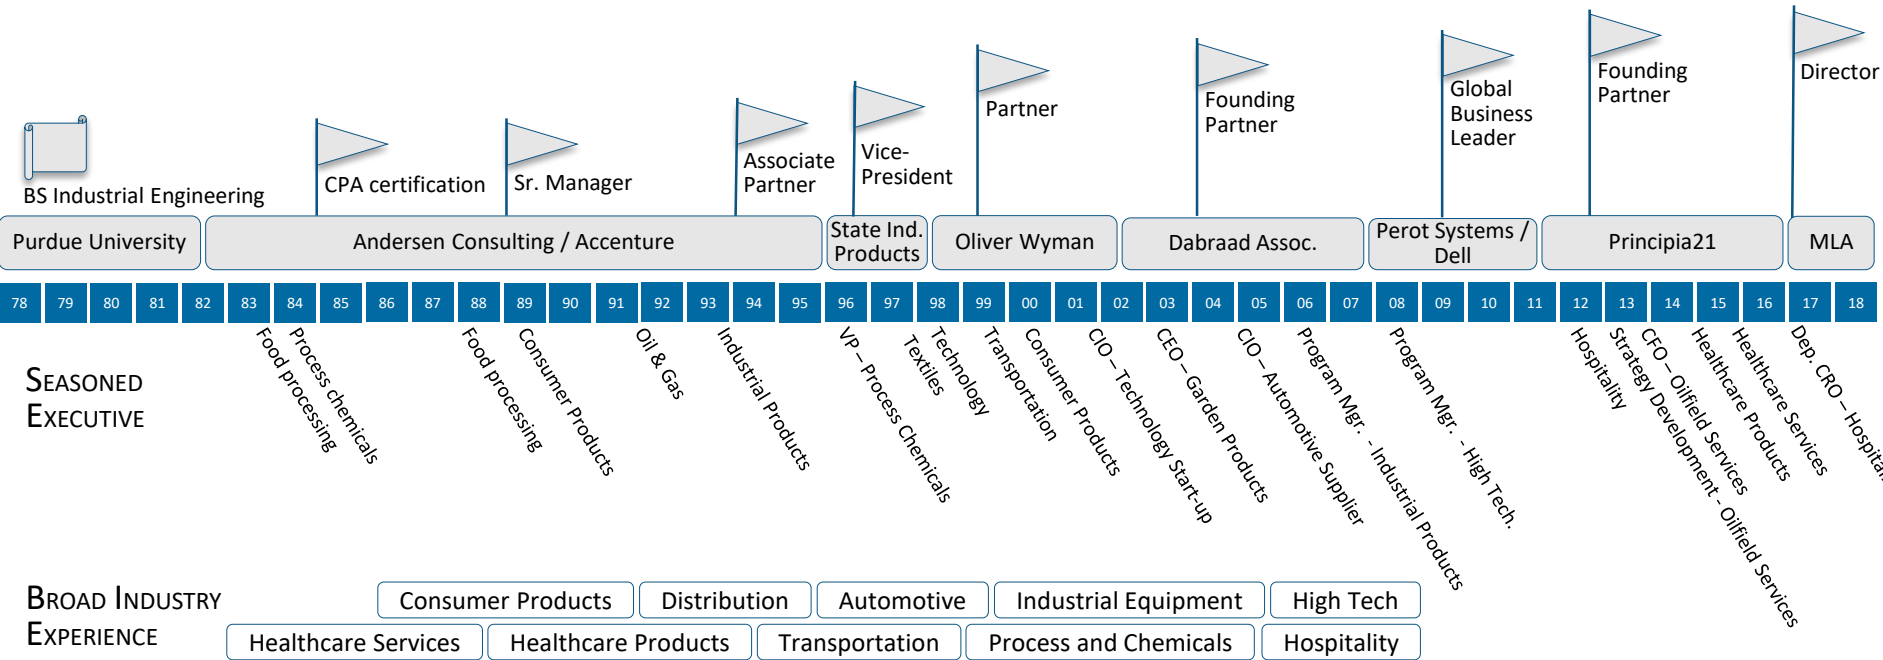 BS Industrial Engineering
CPA certification
Sr. Manager
Associate
Partner
Vice-
President
Partner
Founding
Partner
Global
Business
Leader
Founding
Partner
Director
Purdue University
Andersen Consulting / Accenture
State Ind.
Products
Oliver Wyman
Dabraad Assoc.
Perot Systems /
Dell
Principia21
MLA
78 79 80 81 82 83 84 85 86 87 88 89 90 91 92 93 94 95 96 97 98 99 00 01 02 03 04 05 06 07 08 09 10 11 12 13 14 15 16 17 18
SEASONED
EXECUTIVE
Food processing
Process chemicals
Food processing
Consumer Products
Oil & Gas
Industrial Products
VP – Process Chemicals
Textiles
Technology
Transportation
Consumer Products
CIO – Technology Start-up
CEO – Garden Products
CIO – Automotive Supplier
Program Mgr. - Industrial Products
Program Mgr. - High Tech.
Hospitality
Strategy Development - Oilfield Services
CFO – Oilfield Services
Healthcare Products
Healthcare Services
Dep. CRO –
BROAD INDUSTRY
EXPERIENCE
Consumer Products
Distribution
Automotive
Industrial Equipment
High Tech
Healthcare Services
Healthcare Products
Transportation
Process and Chemicals
Hospitality